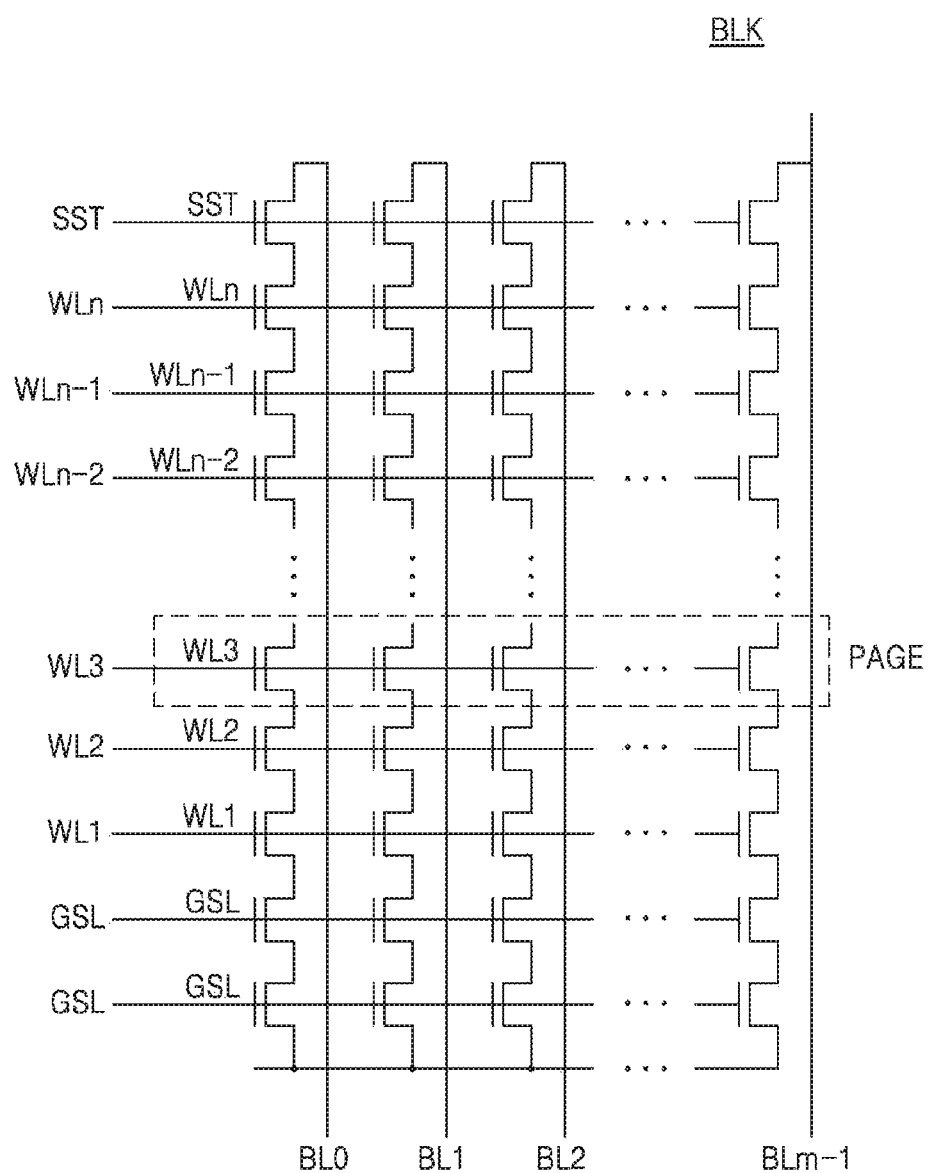 BLK
SST SST
WLn WLn
WLn-1 WLn-1
WLn-2 WLn-2
WL3 WL3 PAGE
WL2 WL2
WL1 WL1
GSL GSL
GSL GSL
BL0 BL1 BL2 BLm-1